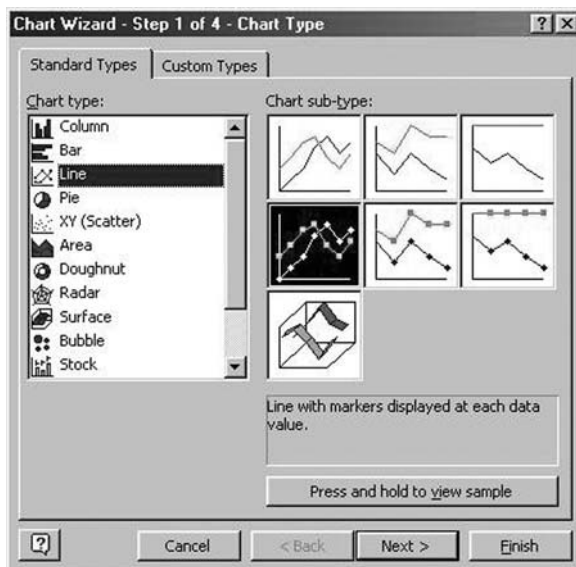 Chart Wizard - Step 1 of 4 - Chart Type
Standard Types
Custom Types
Chart type:
Column
Bar
Line
Pie
XY (Scatter)
Area
Doughnut
Radar
Surface
Bubble
Stock
Chart sub-type:
Line with markers displayed at each data
value.
Press and hold to view sample
Cancel
< Back
Next >
Finish